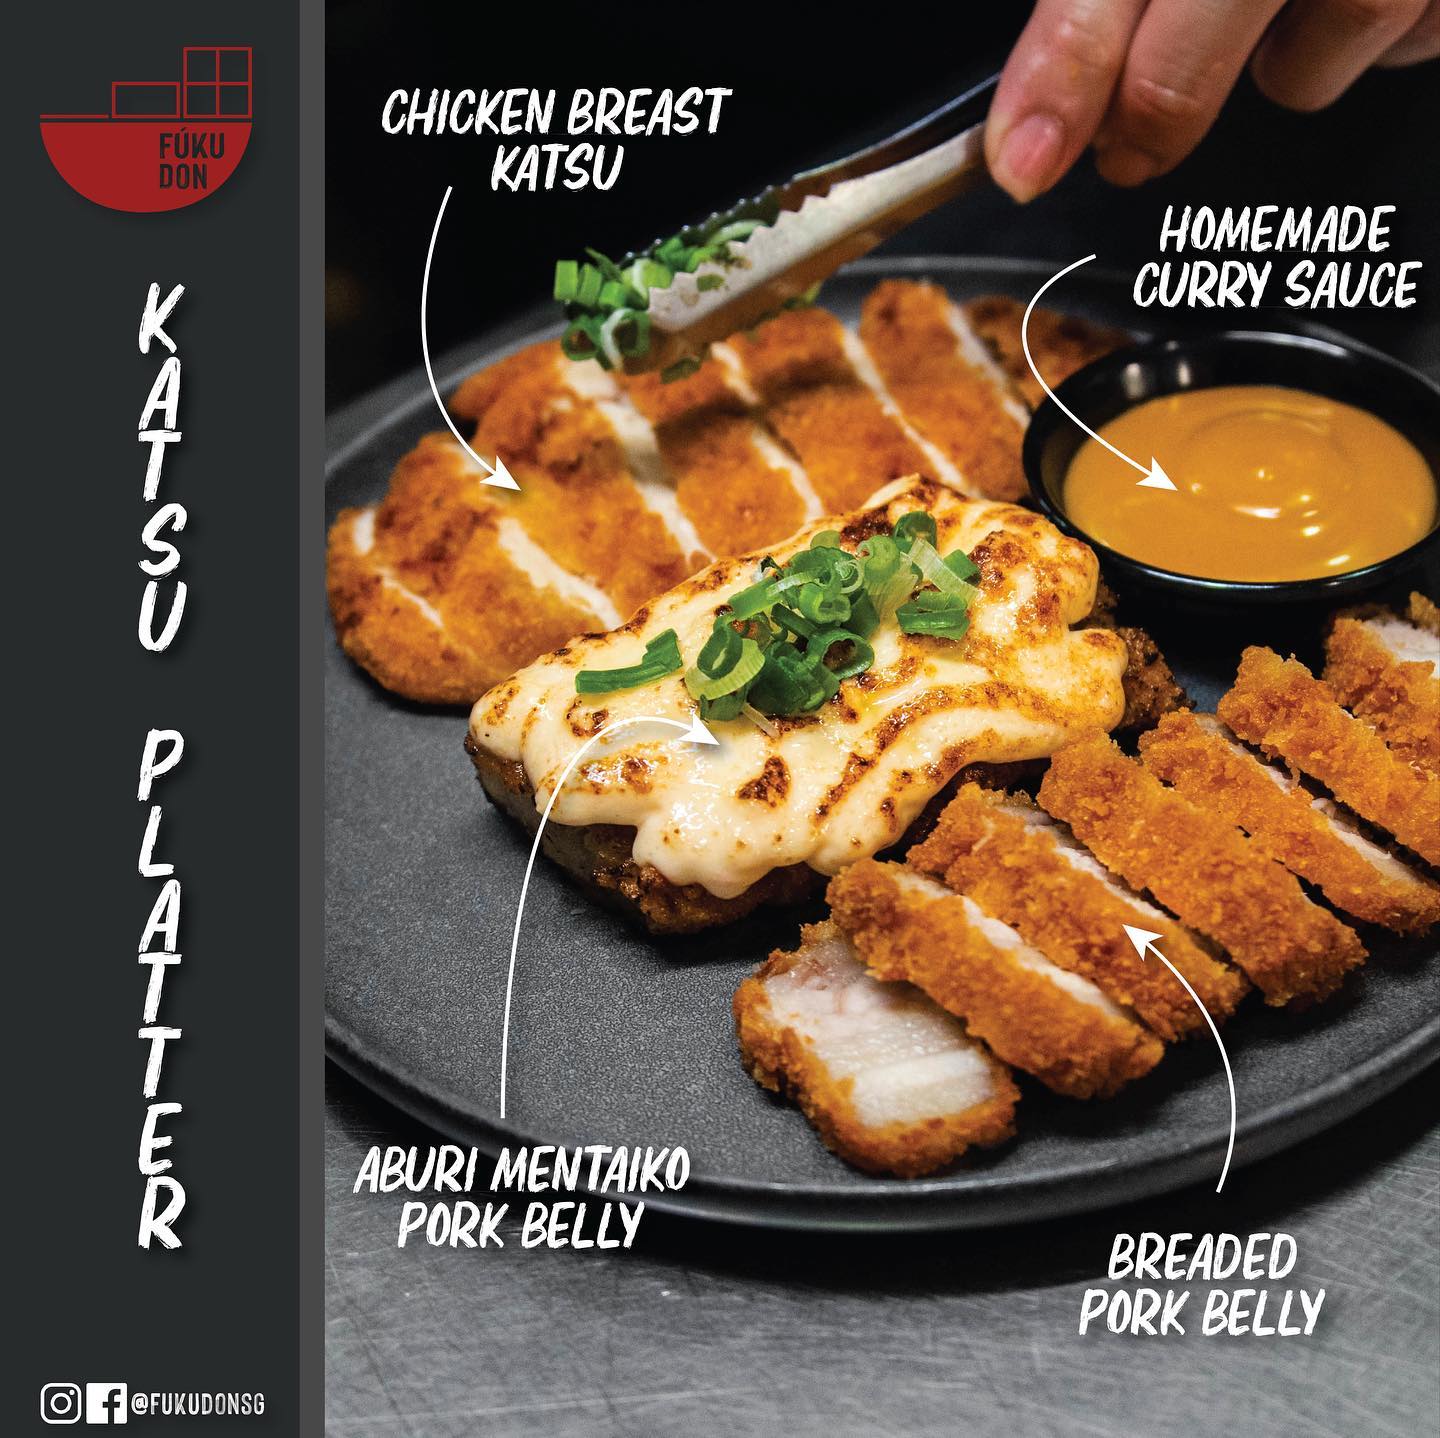 FÚKU
DON
KATSU PLATTER
CHICKEN BREAST
KATSU
HOMEMADE
CURRY SAUCE
ABURI MENTAIKO
PORK BELLY
BREADED
PORK BELLY
@FUKUDONSG